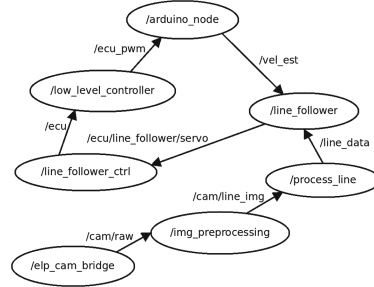 /arduino_node
/ecu_pwm
/vel_est
/low_level_controller
/line_follower
/ecu
/ecu/line_follower/servo
/line_data
/line_follower_ctrl
/process_line
/cam/line_img
/cam/raw
/img_preprocessing
/elp_cam_bridge